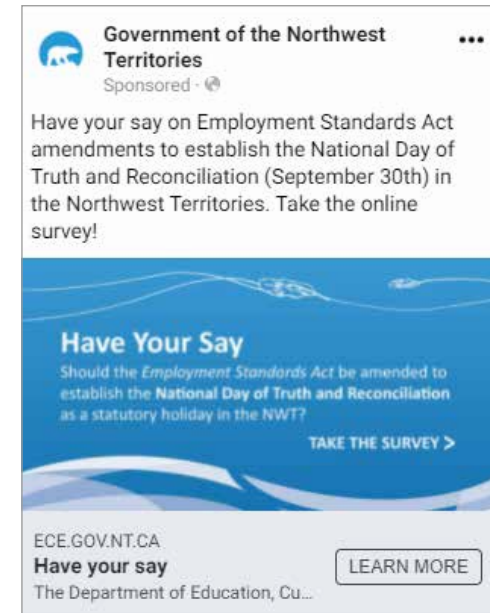 Government of the Northwest
Territories
Sponsored ·
Have your say on Employment Standards Act
amendments to establish the National Day of
Truth and Reconciliation (September 30th) in
the Northwest Territories. Take the online
survey!
Have Your Say
Should the Employment Standards Act be amended to
establish the National Day of Truth and Reconciliation
as a statutory holiday in the NWT?
TAKE THE SURVEY >
ECE.GOV.NT.CA
Have your say
LEARN MORE
The Department of Education, Cu...